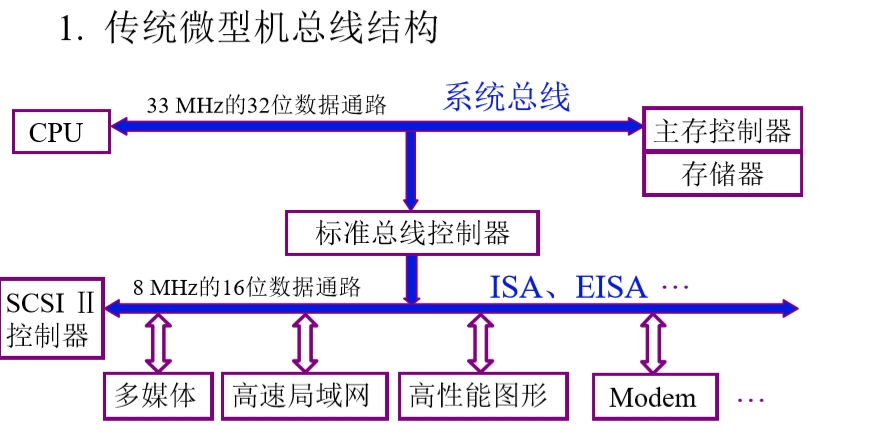 1. 传统微型机总线结构
33 MHz的32位数据通路
系统总线
CPU
主存控制器
存储器
标准总线控制器
8 MHz的16位数据通路
ISA、EISA …
SCSI Ⅱ
控制器
多媒体
高速局域网
高性能图形
Modem
…